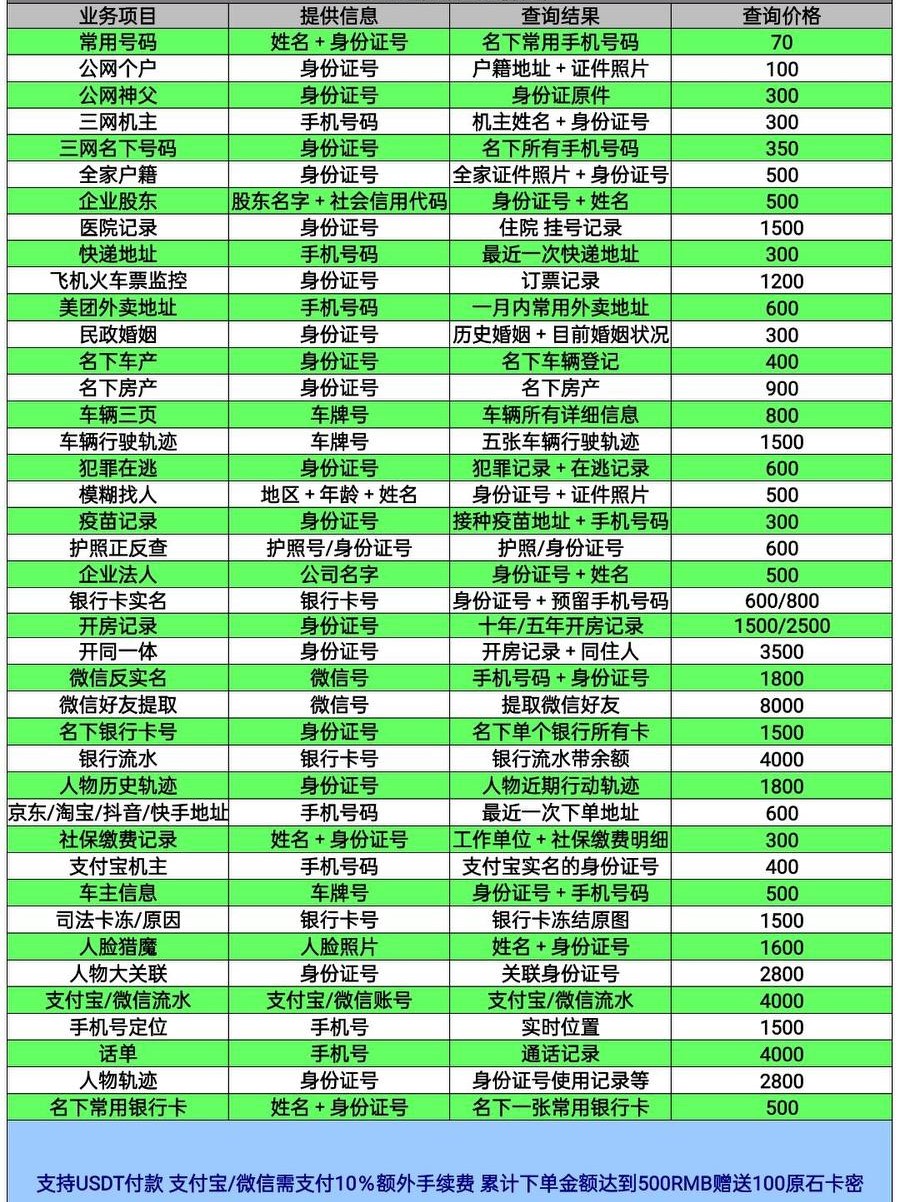 业务项目 提供信息 查询结果 查询价格
常用号码 姓名+身份证号 名下常用手机号码 70
公网个户 身份证号 户籍地址+证件照片 100
公网神父 身份证号 身份证原件 300
三网机主 手机号码 机主姓名+身份证号 300
三网名下号码 身份证号 名下所有手机号码 350
全家户籍 身份证号 全家证件照片+身份证号 500
企业股东 股东名字+社会信用代码 身份证号+姓名 500
医院记录 身份证号 住院 挂号记录 1500
快递地址 手机号码 最近一次快递地址 300
飞机火车票监控 身份证号 订票记录 1200
美团外卖地址 手机号码 一月内常用外卖地址 600
民政婚姻 身份证号 历史婚姻+目前婚姻状况 300
名下车产 身份证号 名下车辆登记 400
名下房产 身份证号 名下房产 900
车辆三页 车牌号 车辆所有详细信息 800
车辆行驶轨迹 车牌号 五张车辆行驶轨迹 1500
犯罪在逃 身份证号 犯罪记录+在逃记录 600
模糊找人 地区+年龄+姓名 身份证号+证件照片 500
疫苗记录 身份证号 接种疫苗地址+手机号码 300
护照正反查 护照号/身份证号 护照/身份证号 600
企业法人 公司名字 身份证号+姓名 500
银行卡实名 银行卡号 身份证号+预留手机号码 600/800
开房记录 身份证号 十年/五年开房记录 1500/2500
开同一体 身份证号 开房记录+同住人 3500
微信反实名 微信号 手机号码+身份证号 1800
微信好友提取 微信号 提取微信好友 8000
名下银行卡号 身份证号 名下单个银行所有卡 1500
银行流水 银行卡号 银行流水带余额 4000
人物历史轨迹 身份证号 人物近期行动轨迹 1800
京东/淘宝/抖音/快手地址 手机号码 最近一次下单地址 600
社保缴费记录 姓名+身份证号 工作单位+社保缴费明细 300
支付宝机主 手机号码 支付宝实名的身份证号 400
车主信息 车牌号 身份证号+手机号码 500
司法卡冻/原因 银行卡号 银行卡冻结原图 1500
人脸猎魔 人脸照片 姓名+身份证号 1600
人物大关联 身份证号 关联身份证号 2800
支付宝/微信流水 支付宝/微信账号 支付宝/微信流水 4000
手机号定位 手机号 实时位置 1500
话单 手机号 通话记录 4000
人物轨迹 身份证号 身份证号使用记录等 2800
名下常用银行卡 姓名+身份证号 名下一张常用银行卡 500
支持USDT付款 支付宝/微信需支付10%额外手续费 累计下单金额达到500RMB赠送100原石卡密